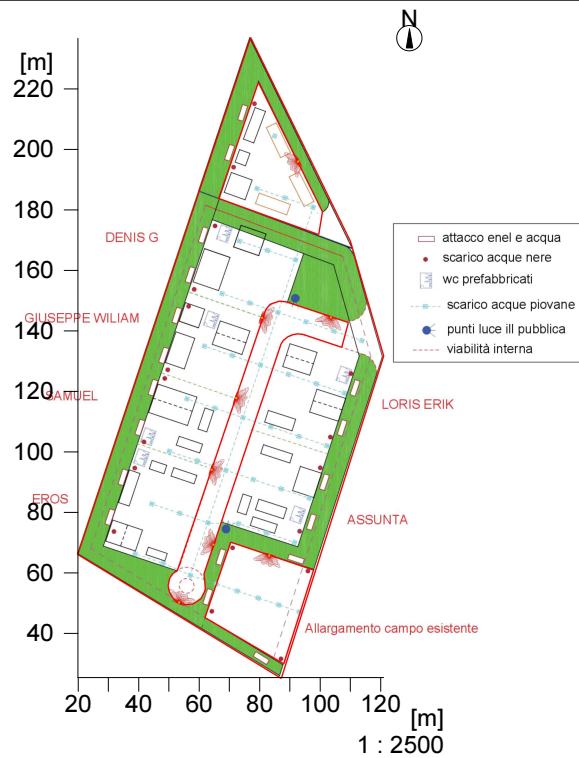 N
[m]
220
200
180
160
140
120
100
80
60
40
20 40 60 80 100 120
[m]
1 : 2500
DENIS G
GIUSEPPE WILIAM
SAMUEL
EROS
LORIS ERIK
ASSUNTA
Allargamento campo esistente
attacco enel e acqua
scarico acque nere
wc prefabbricati
scarico acque piovane
punti luce ill pubblica
viabilità interna